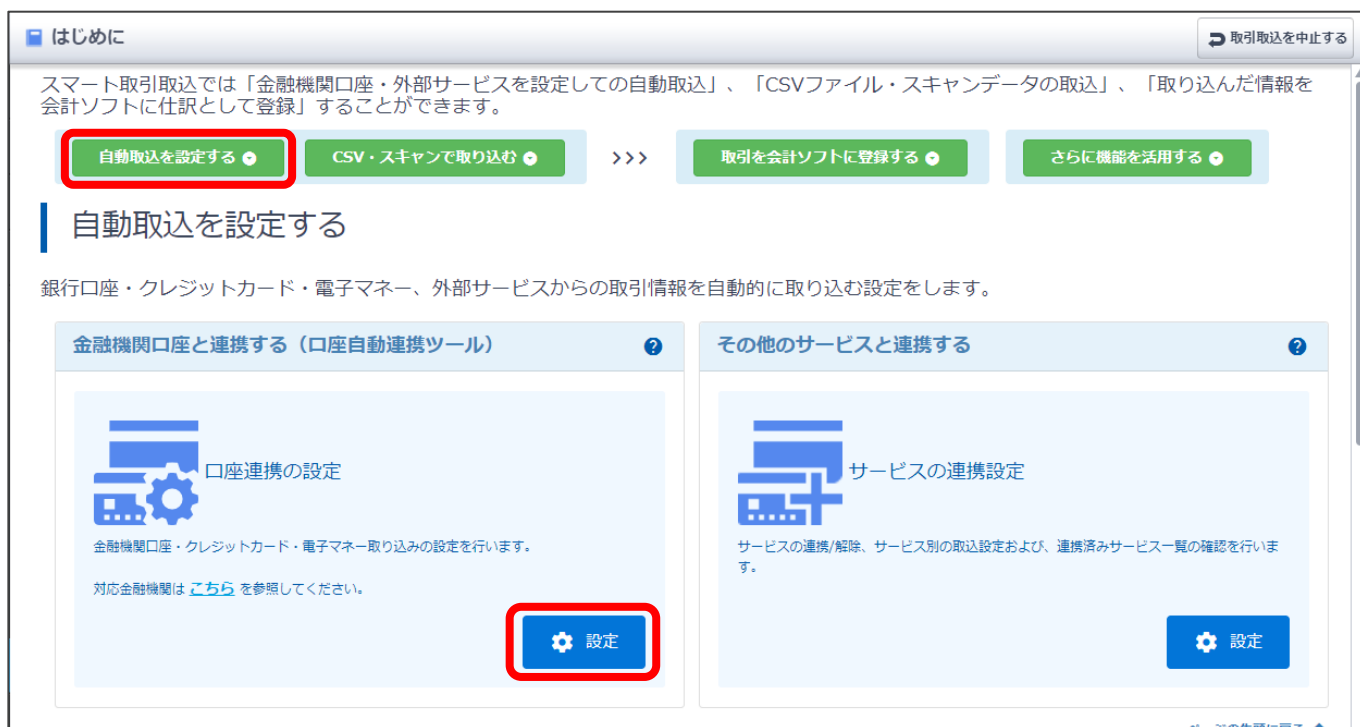 はじめに
取引取込を中止する
スマート取引取込では「金融機関口座・外部サービスを設定しての自動取込」、「CSVファイル・スキャンデータの取込」、「取り込んだ情報を
会計ソフトに仕訳として登録」することができます。
自動取込を設定する
CSV・スキャンで取り込む
>>>
取引を会計ソフトに登録する
さらに機能を活用する
自動取込を設定する
銀行口座・クレジットカード・電子マネー、外部サービスからの取引情報を自動的に取り込む設定をします。
金融機関口座と連携する（口座自動連携ツール）
口座連携の設定
金融機関口座・クレジットカード・電子マネー取り込みの設定を行います。
対応金融機関は こちら を参照してください。
設定
その他のサービスと連携する
サービスの連携設定
サービスの連携/解除、サービス別の取込設定および、連携済みサービス一覧の確認を行いま
す。
設定